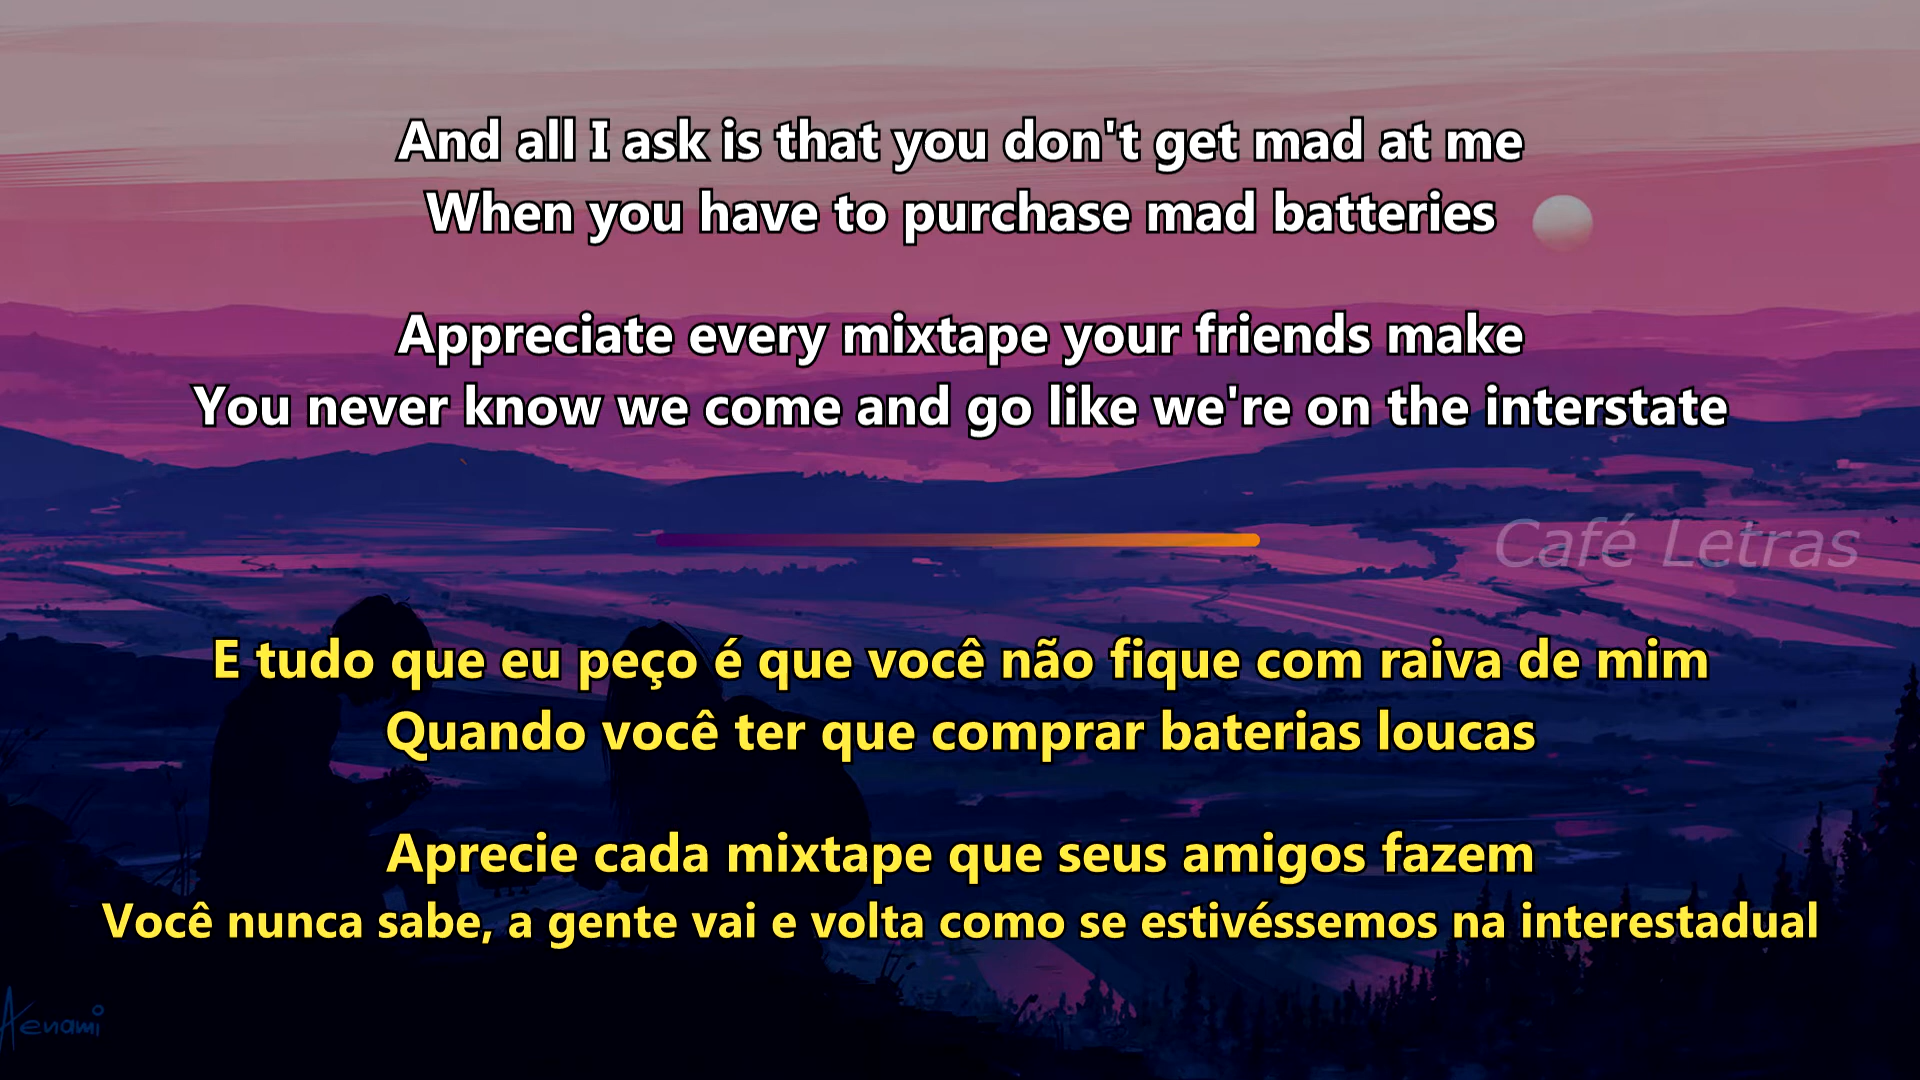 And all I ask is that you don't get mad at me
When you have to purchase mad batteries
Appreciate every mixtape your friends make
You never know we come and go like we're on the interstate
Café Letras
E tudo que eu peço é que você não fique com raiva de mim
Quando você ter que comprar baterias loucas
Aprecie cada mixtape que seus amigos fazem
Você nunca sabe, a gente vai e volta como se estivéssemos na interestadual
Aenami